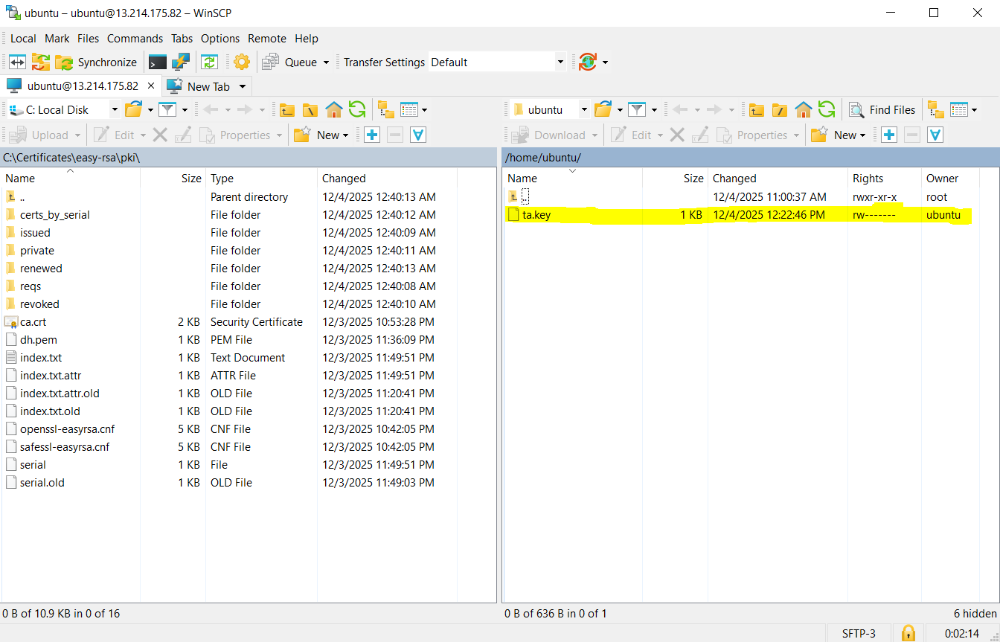 ubuntu – ubuntu@13.214.175.82 – WinSCP
Local Mark Files Commands Tabs Options Remote Help
Synchronize Queue Transfer Settings Default
ubuntu@13.214.175.82 × New Tab
C: Local Disk
Upload Edit Properties New
C:\Certificates\easy-rsa\pki\
Name Size Type Changed
.. Parent directory 12/4/2025 12:40:13 AM
certs_by_serial File folder 12/4/2025 12:40:12 AM
issued File folder 12/4/2025 12:40:09 AM
private File folder 12/4/2025 12:40:11 AM
renewed File folder 12/4/2025 12:40:13 AM
reqs File folder 12/4/2025 12:40:08 AM
revoked File folder 12/4/2025 12:40:10 AM
ca.crt 2 KB Security Certificate 12/3/2025 10:53:28 PM
dh.pem 1 KB PEM File 12/3/2025 11:36:09 PM
index.txt 1 KB Text Document 12/3/2025 11:49:51 PM
index.txt.attr 1 KB ATTR File 12/3/2025 11:49:51 PM
index.txt.attr.old 1 KB OLD File 12/3/2025 11:20:41 PM
index.txt.old 1 KB OLD File 12/3/2025 11:20:41 PM
openssl-easyrsa.cnf 5 KB CNF File 12/3/2025 10:42:05 PM
safessl-easyrsa.cnf 5 KB CNF File 12/3/2025 10:42:05 PM
serial 1 KB File 12/3/2025 11:49:51 PM
serial.old 1 KB OLD File 12/3/2025 11:49:03 PM
0 B of 10.9 KB in 0 of 16
ubuntu Find Files
Download Edit Properties New
/home/ubuntu/
Name Size Changed Rights Owner
.. 12/4/2025 11:00:37 AM rwxr-xr-x root
ta.key 1 KB 12/4/2025 12:22:46 PM rw------- ubuntu
0 B of 636 B in 0 of 1 6 hidden
SFTP-3 0:02:14